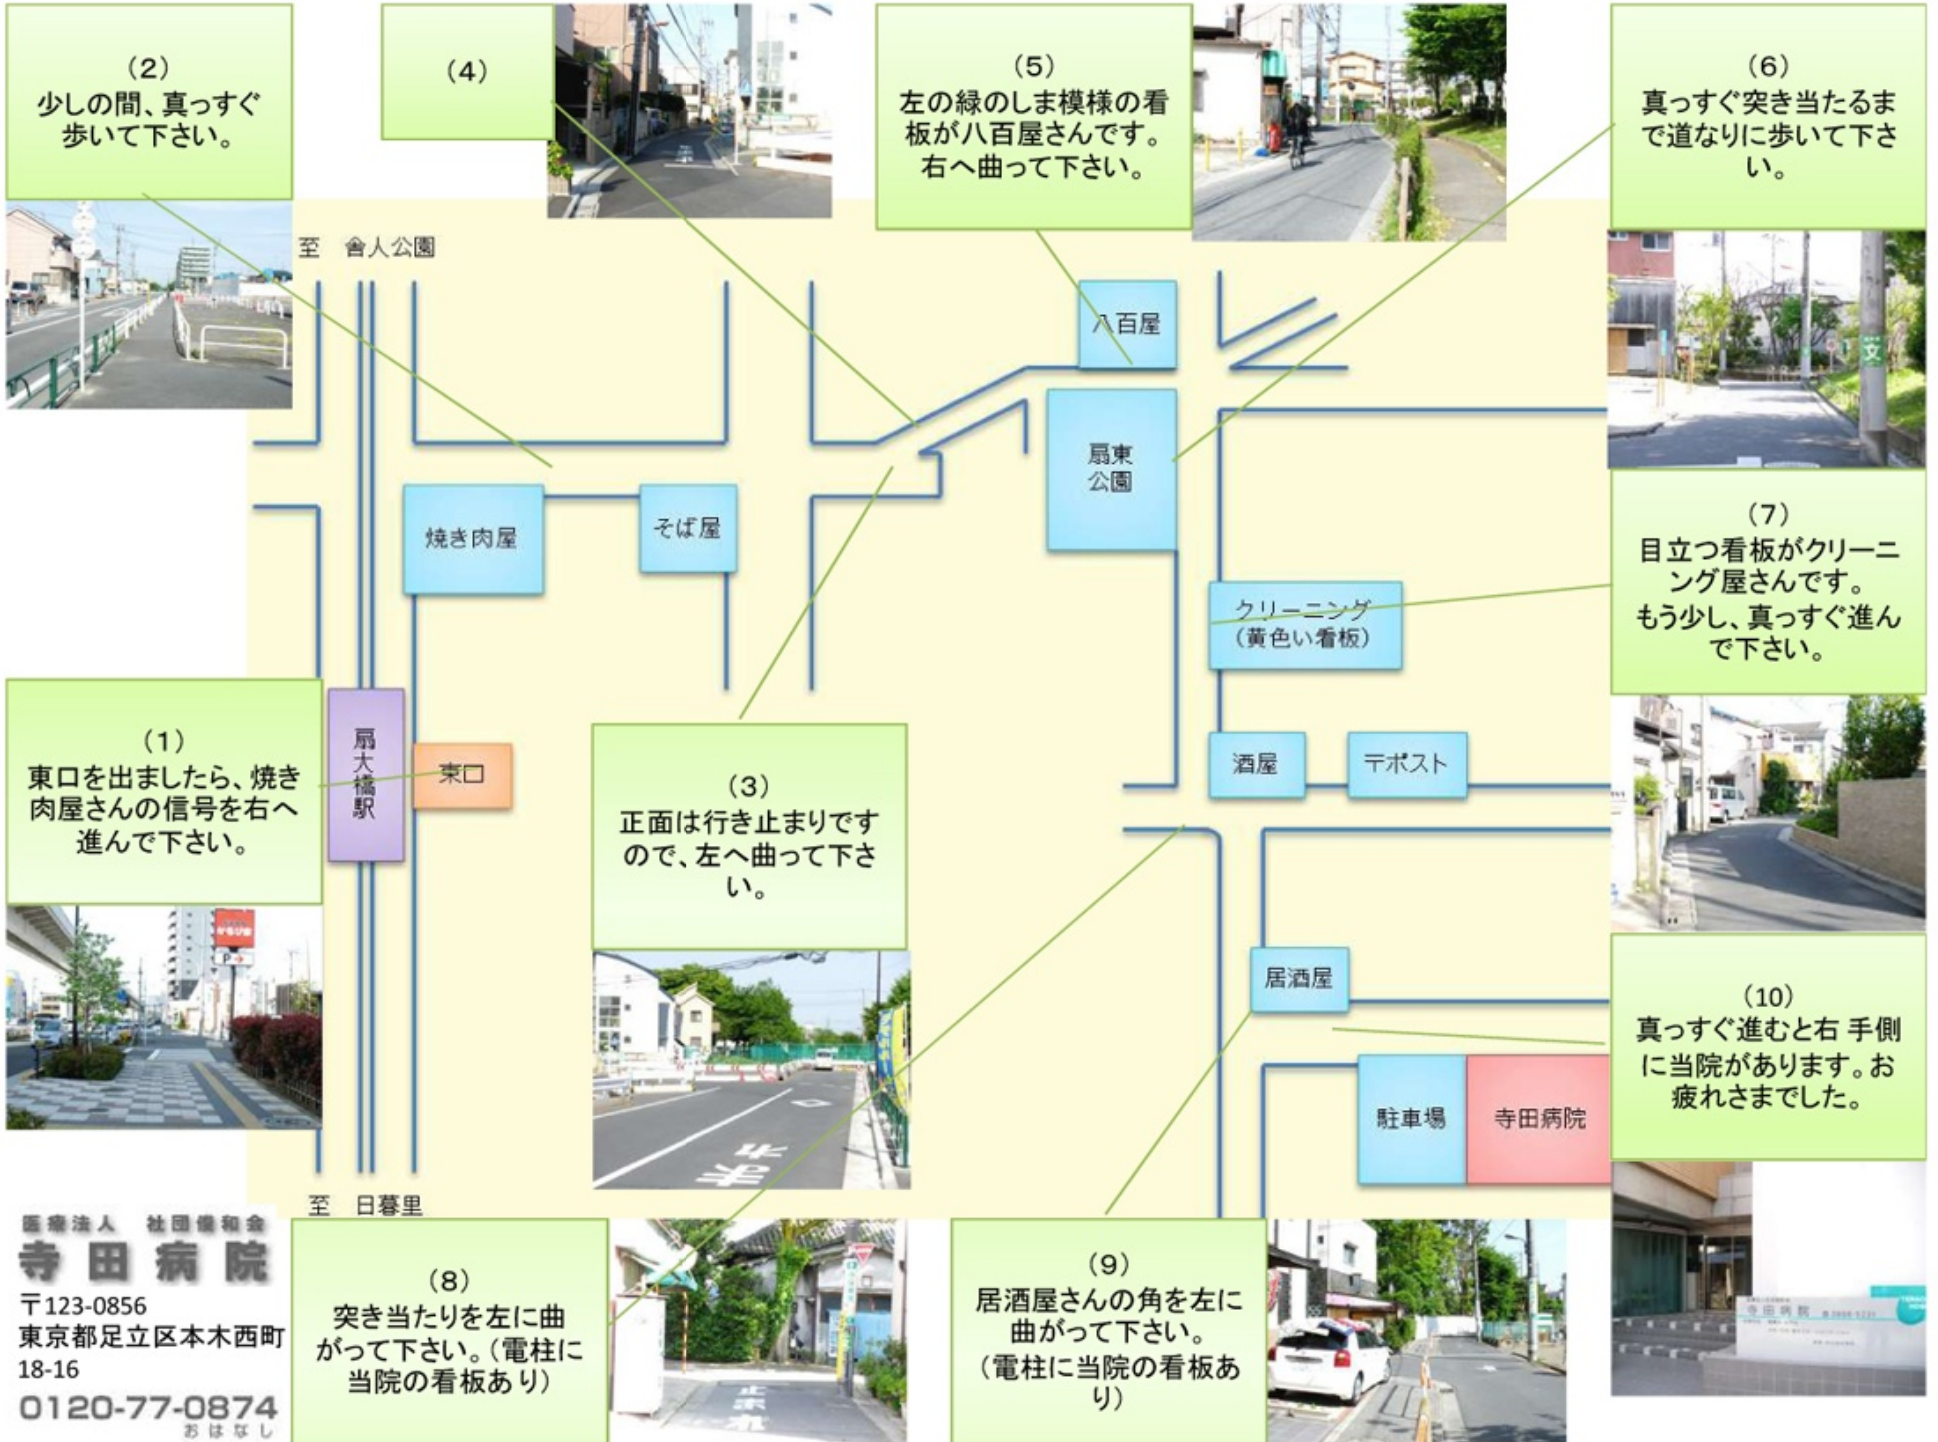 (2)
少しの間、真っすぐ
歩いて下さい。
(4)
(5)
左の緑のしま模様の看
板が八百屋さんです。
右へ曲って下さい。
(6)
真っすぐ突き当たるま
で道なりに歩いて下さ
い。
至 舎人公園
八百屋
文
扇東
公園
焼き肉屋
そば屋
(7)
目立つ看板がクリーニ
ング屋さんです。
もう少し、真っすぐ進ん
で下さい。
クリーニング
(黄色い看板)
(1)
東口を出ましたら、焼き
肉屋さんの信号を右へ
進んで下さい。
扇大橋駅
東口
(3)
正面は行き止まりです
ので、左へ曲って下さ
い。
酒屋
〒ポスト
P→
居酒屋
(10)
真っすぐ進むと右 手側
に当院があります。お
疲れさまでした。
駐車場
寺田病院
至 日暮里
医療法人 社団俊和会
寺田病院
〒123-0856
東京都足立区本木西町
18-16
0120-77-0874
おはなし
(8)
突き当たりを左に曲
がって下さい。(電柱に
当院の看板あり)
止まれ
(9)
居酒屋さんの角を左に
曲がって下さい。
(電柱に当院の看板あ
り)
寺田病院